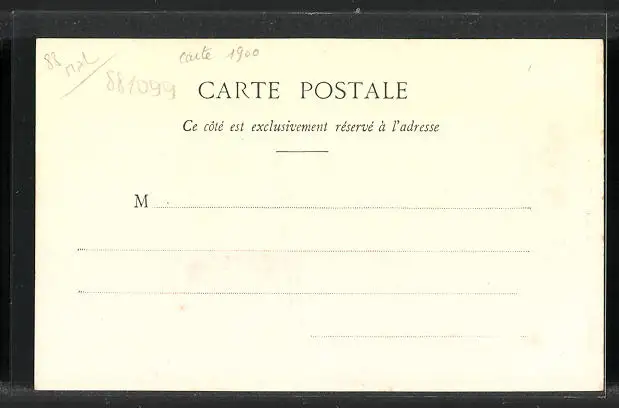 88 carte 1900
881099
CARTE POSTALE
Ce côté est exclusivement réservé à l'adresse
M